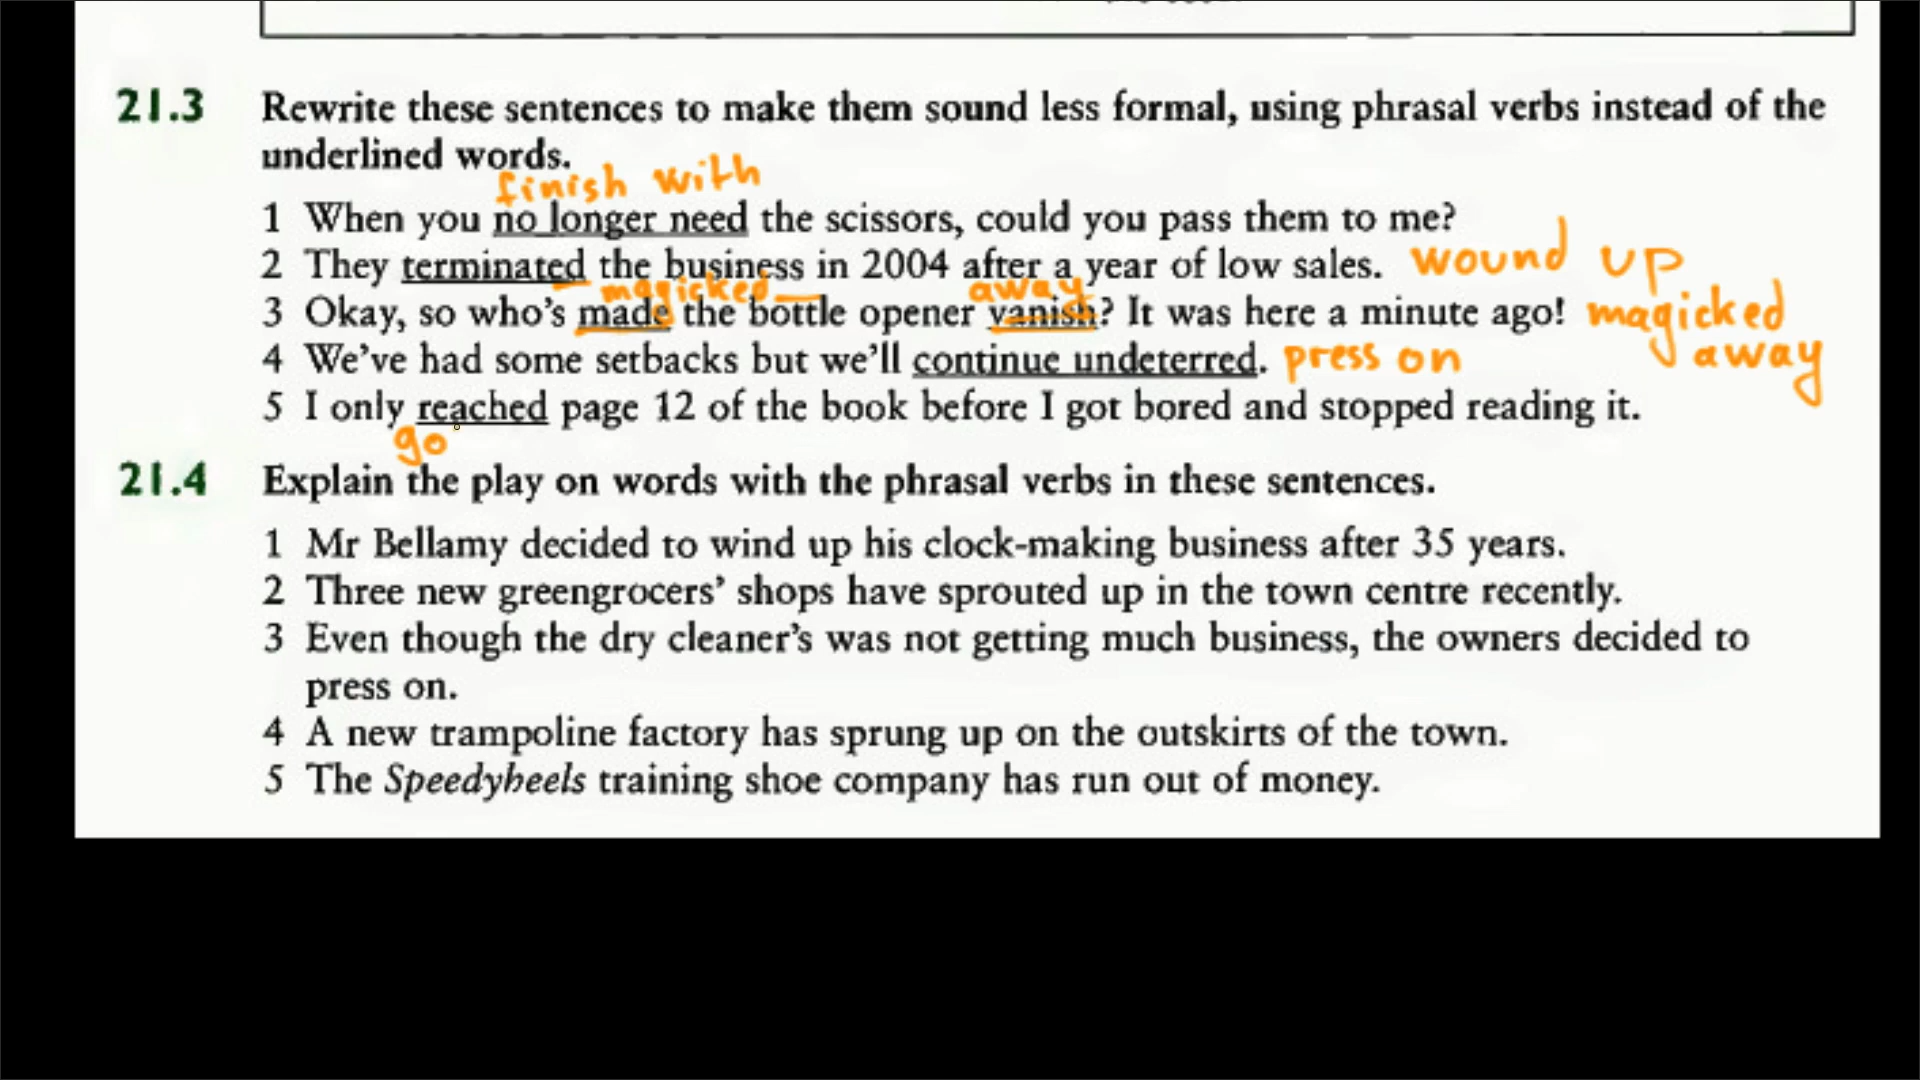 21.3 Rewrite these sentences to make them sound less formal, using phrasal verbs instead of the
underlined words.
finish with
1 When you no longer need the scissors, could you pass them to me?
2 They terminated the business in 2004 after a year of low sales. wound up
magicked away
3 Okay, so who's made the bottle opener vanish? It was here a minute ago! magicked
away
4 We've had some setbacks but we'll continue undeterred. press on
5 I only reached page 12 of the book before I got bored and stopped reading it.
go
21.4 Explain the play on words with the phrasal verbs in these sentences.
1 Mr Bellamy decided to wind up his clock-making business after 35 years.
2 Three new greengrocers' shops have sprouted up in the town centre recently.
3 Even though the dry cleaner's was not getting much business, the owners decided to
press on.
4 A new trampoline factory has sprung up on the outskirts of the town.
5 The Speedyheels training shoe company has run out of money.